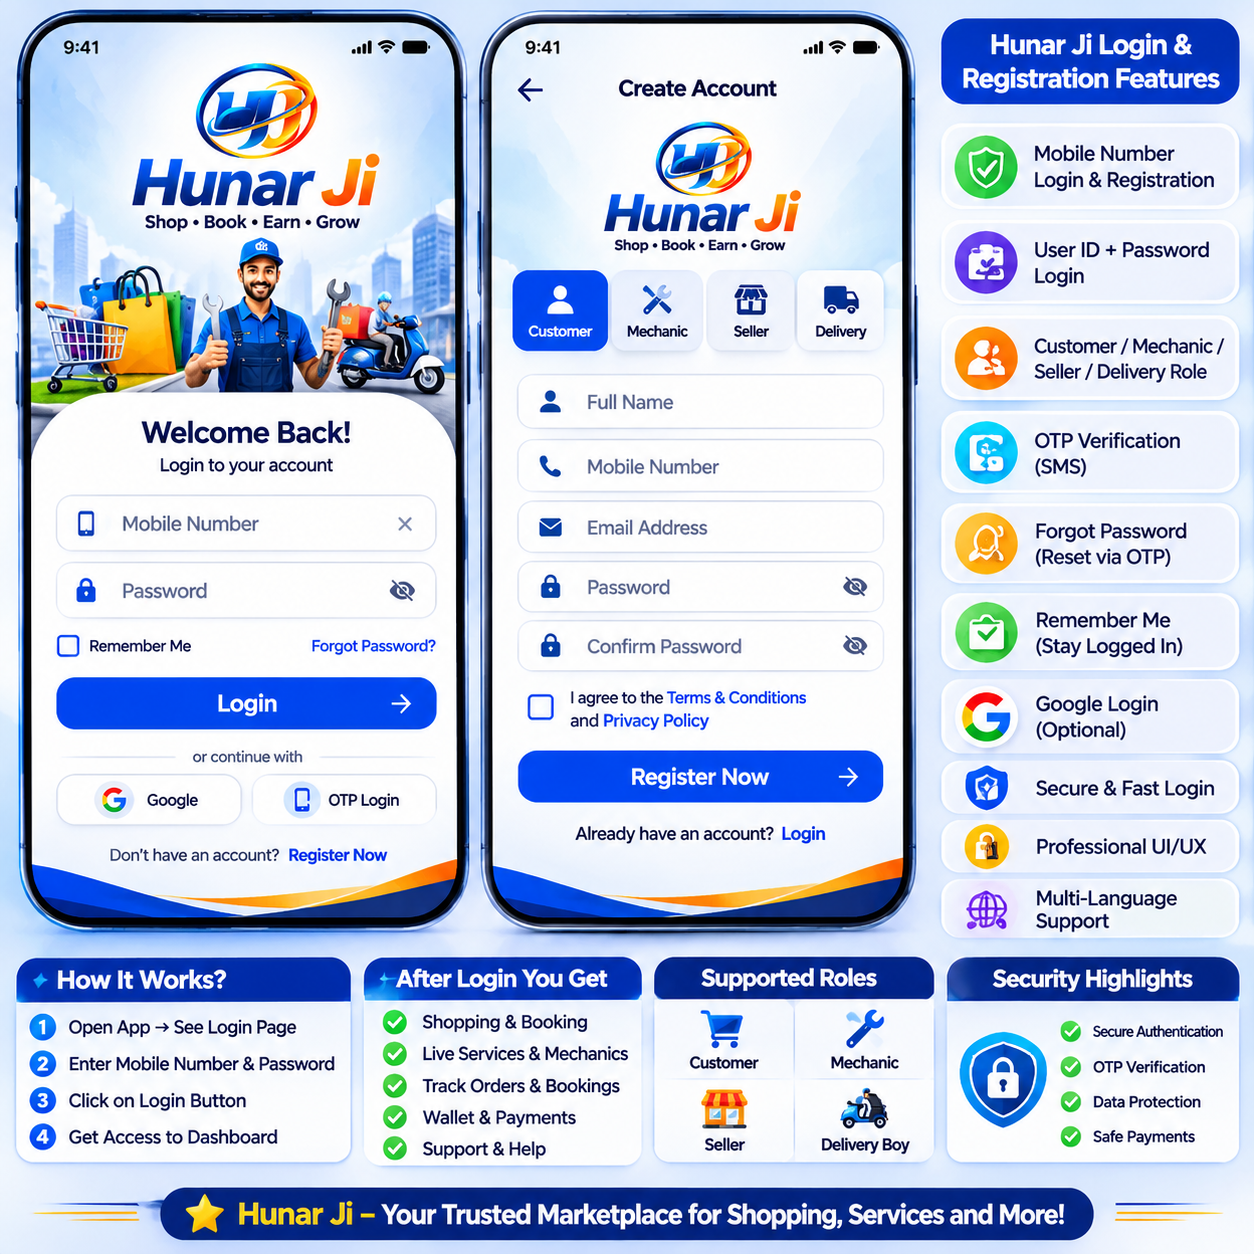 9:41
Hunar Ji
Shop • Book • Earn • Grow
Welcome Back!
Login to your account
Mobile Number
Password
Remember Me
Forgot Password?
Login
or continue with
Google
OTP Login
Don't have an account? Register Now
9:41
Create Account
Hunar Ji
Shop • Book • Earn • Grow
Customer
Mechanic
Seller
Delivery
Full Name
Mobile Number
Email Address
Password
Confirm Password
I agree to the Terms & Conditions
and Privacy Policy
Register Now
Already have an account? Login
Hunar Ji Login &
Registration Features
Mobile Number
Login & Registration
User ID + Password
Login
Customer / Mechanic /
Seller / Delivery Role
OTP Verification
(SMS)
Forgot Password
(Reset via OTP)
Remember Me
(Stay Logged In)
Google Login
(Optional)
Secure & Fast Login
Professional UI/UX
Multi-Language
Support
How It Works?
1 Open App → See Login Page
2 Enter Mobile Number & Password
3 Click on Login Button
4 Get Access to Dashboard
After Login You Get
Shopping & Booking
Live Services & Mechanics
Track Orders & Bookings
Wallet & Payments
Support & Help
Supported Roles
Customer
Mechanic
Seller
Delivery Boy
Security Highlights
Secure Authentication
OTP Verification
Data Protection
Safe Payments
Hunar Ji – Your Trusted Marketplace for Shopping, Services and More!